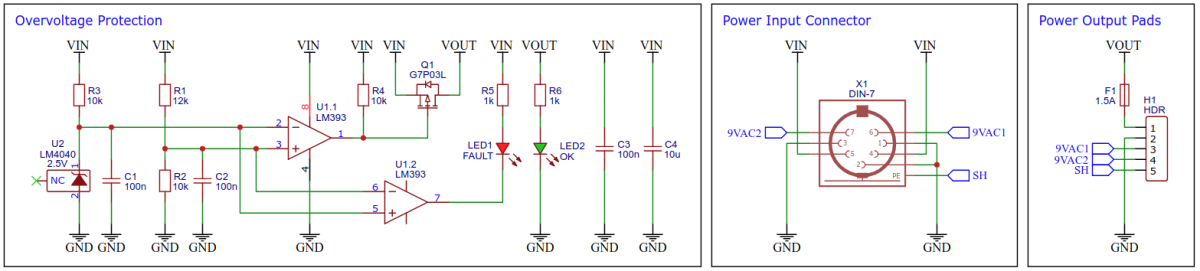 Overvoltage Protection
VIN VIN VIN VIN VIN VOUT VIN VOUT VIN VIN
Q1
G7P03L
R3
10k
R1
12k
R4
10k
R5
1k
R6
1k
8
U1.1
LM393
2
3
1
4
U2
LM4040
2.5V
NC
1
2
C1
100n
R2
10k
C2
100n
U1.2
LM393
6
5
7
LED1
FAULT
LED2
OK
C3
100n
C4
10u
GND GND GND GND GND GND GND GND
Power Input Connector
VIN VIN
X1
DIN-7
9VAC2
7
6
9VAC1
3
1
5
4
2
PE
SH
GND GND
Power Output Pads
VOUT
F1
1.5A
H1
HDR
1
2
9VAC1 3
9VAC2 4
SH 5
GND